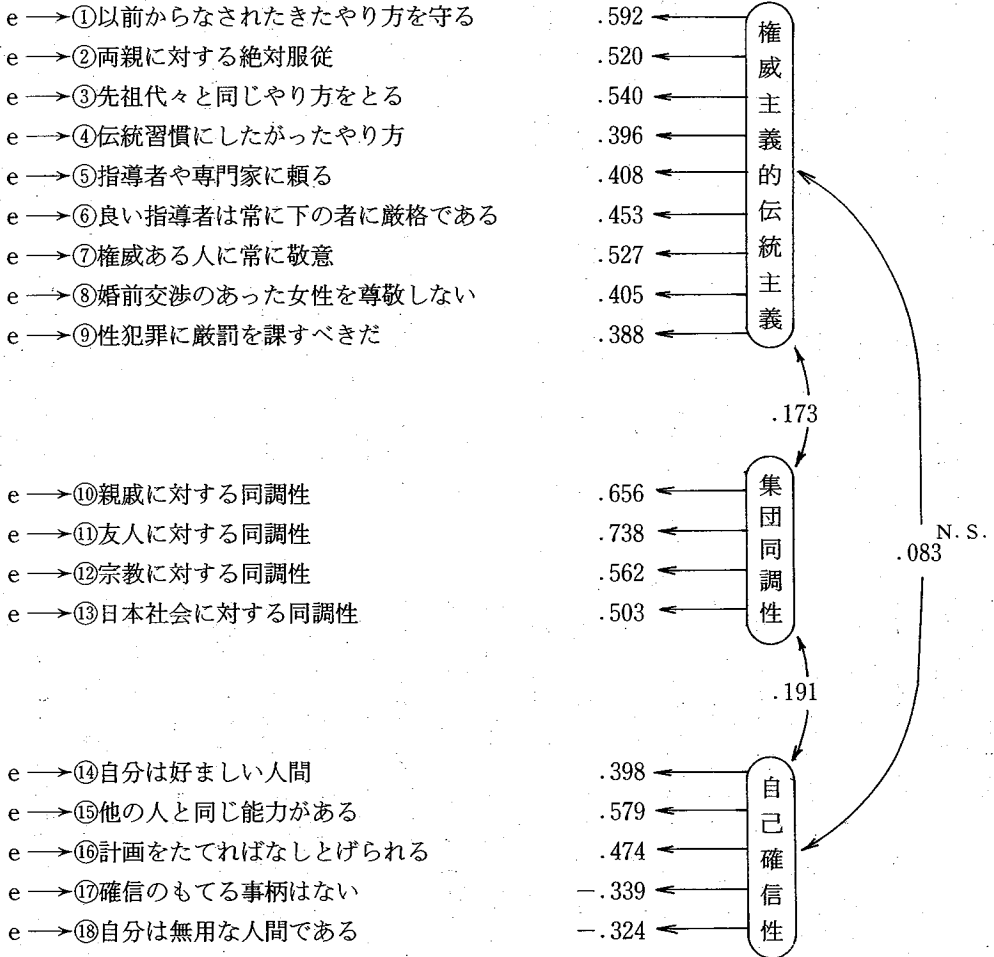 e→①以前からなされたきたやり方を守る .592
e→②両親に対する絶対服従 .520
e→③先祖代々と同じやり方をとる .540
e→④伝統習慣にしたがったやり方 .396
e→⑤指導者や専門家に頼る .408
e→⑥良い指導者は常に下の者に厳格である .453
e→⑦権威ある人に常に敬意 .527
e→⑧婚前交渉のあった女性を尊敬しない .405
e→⑨性犯罪に厳罰を課すべきだ .388
権威主義的伝統主義
.173
e→⑩親戚に対する同調性 .656
e→⑪友人に対する同調性 .738
e→⑫宗教に対する同調性 .562
e→⑬日本社会に対する同調性 .503
集団同調性
N.S.
.083
.191
e→⑭自分は好ましい人間 .398
e→⑮他の人と同じ能力がある .579
e→⑯計画をたてればなしとげられる .474
e→⑰確信のもてる事柄はない −.339
e→⑱自分は無用な人間である −.324
自己確信性